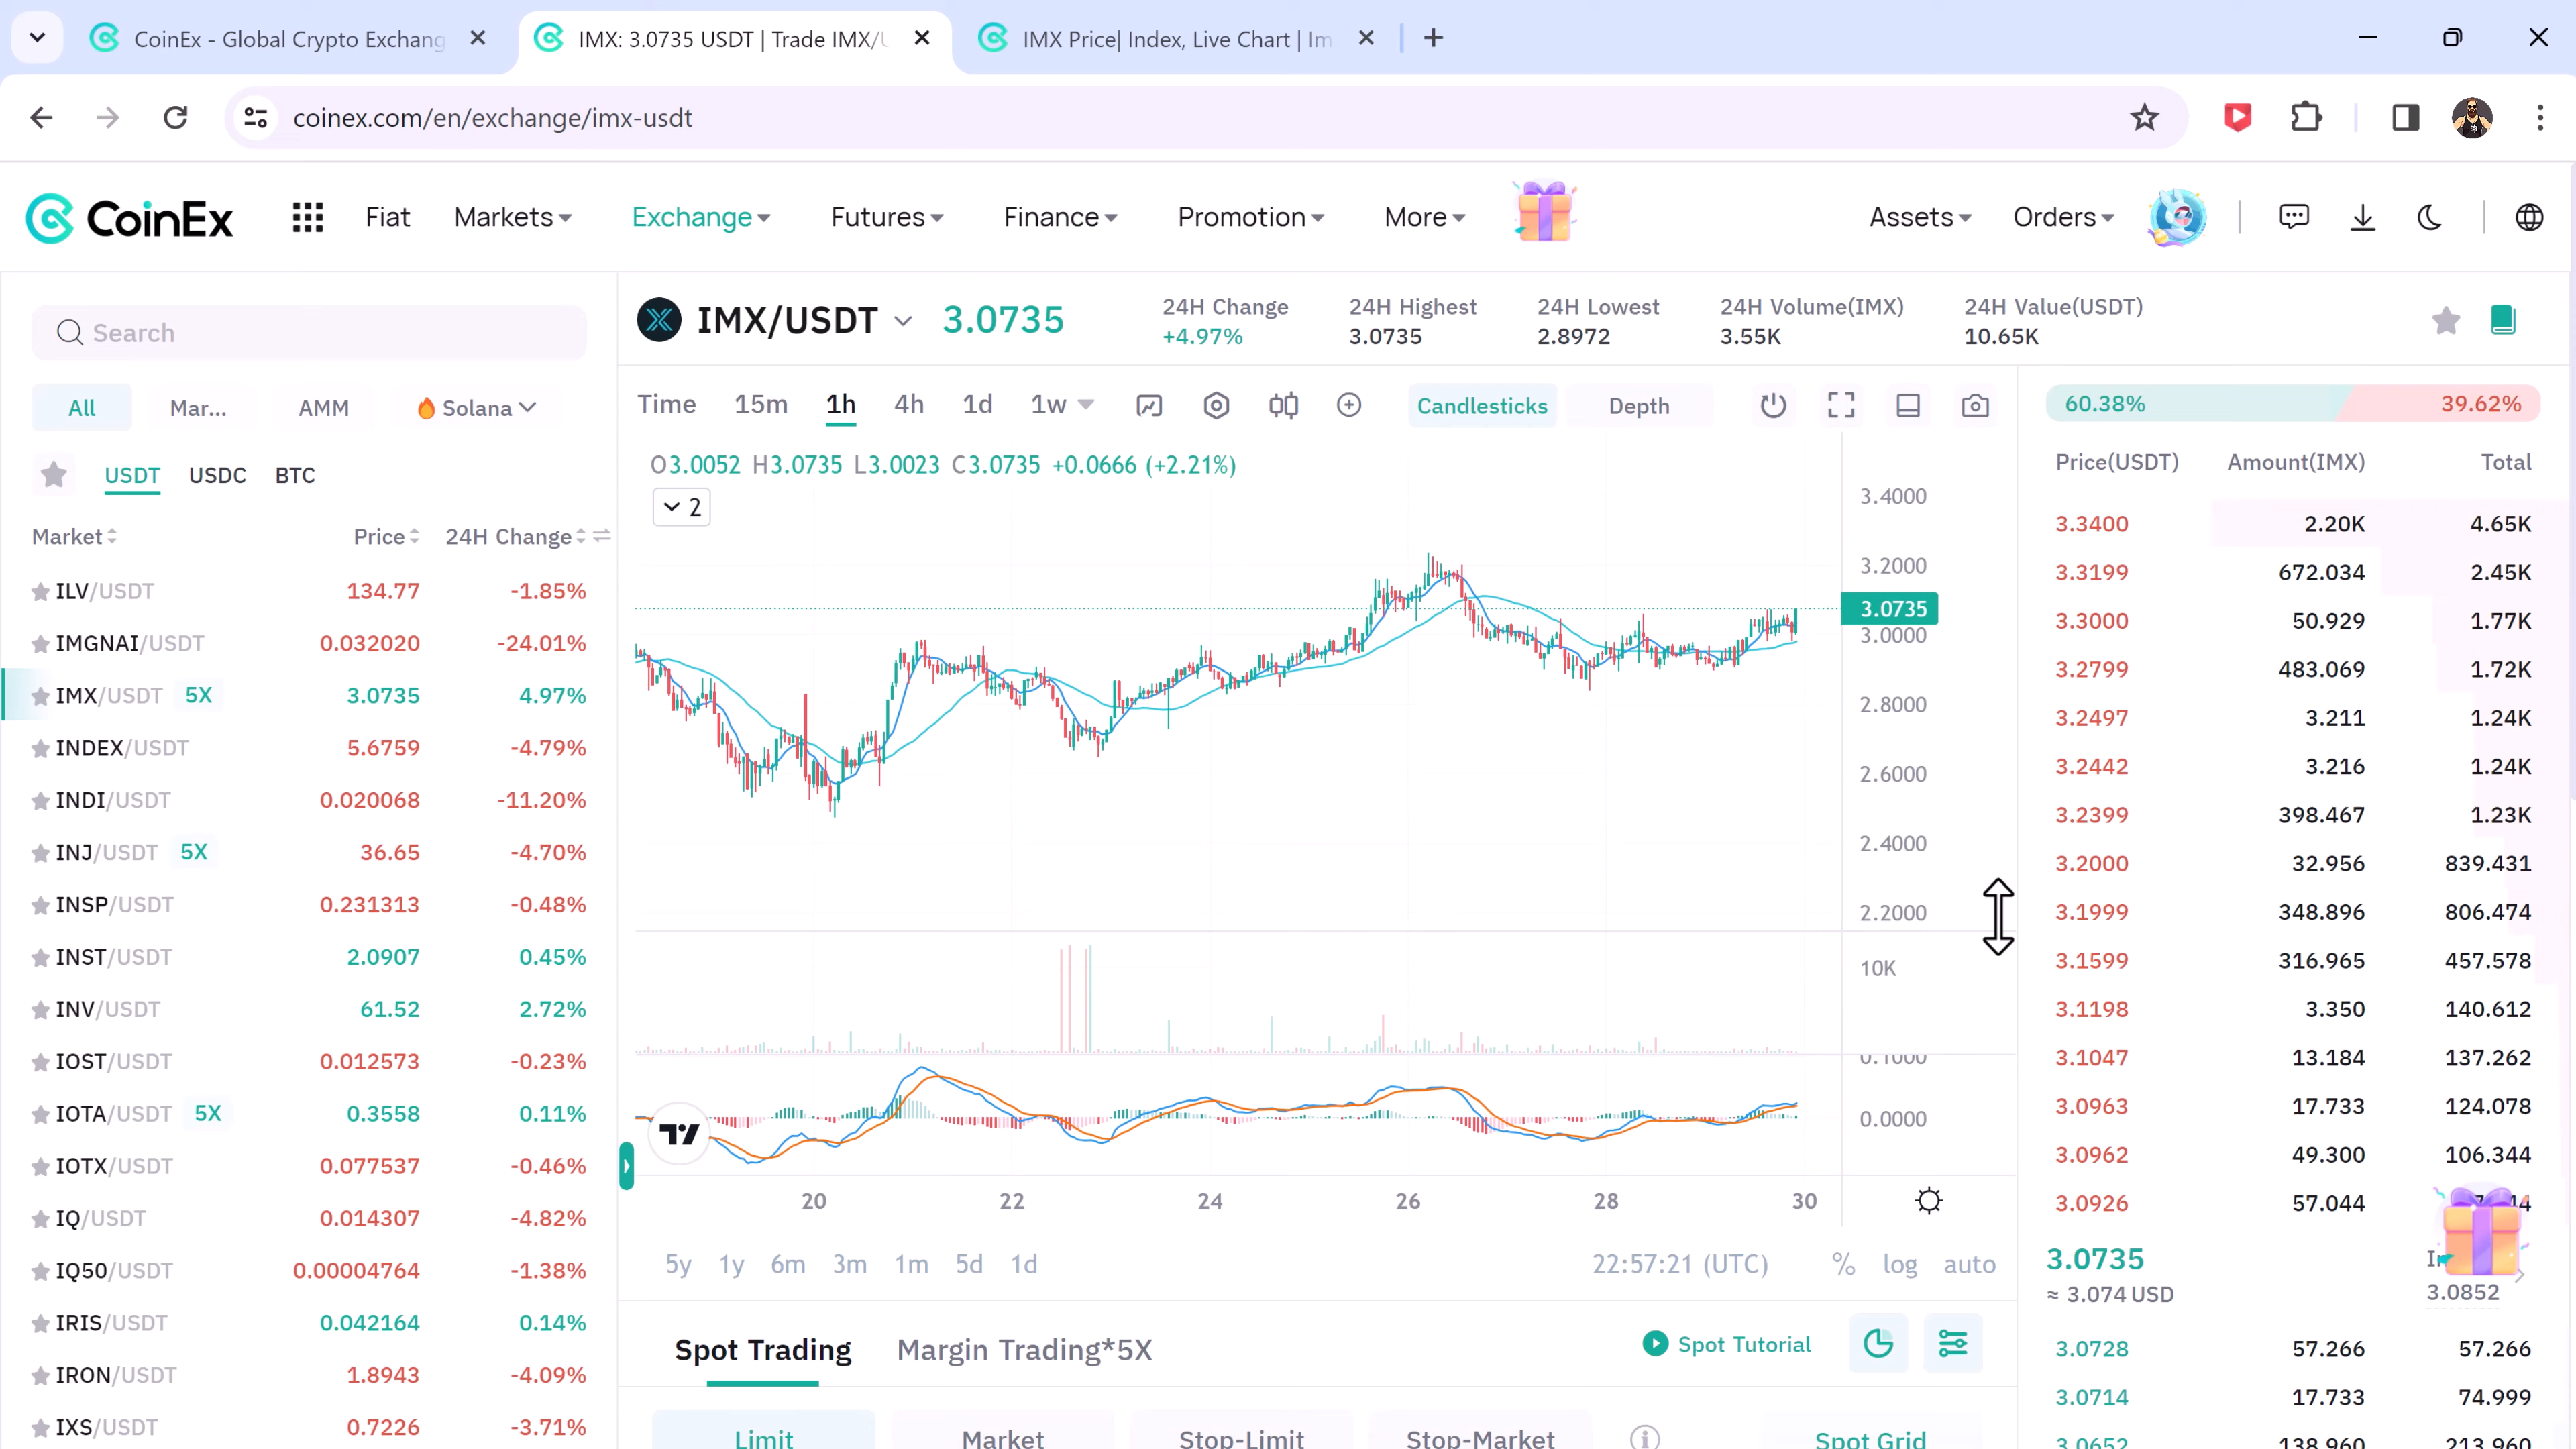 CoinEx - Global Crypto Exchang
IMX: 3.0735 USDT | Trade IMX/U
IMX Price| Index, Live Chart | Im
coinex.com/en/exchange/imx-usdt
CoinEx Fiat Markets Exchange Futures Finance Promotion More Assets Orders
Search
All Mar... AMM Solana
USDT USDC BTC
Market Price 24H Change
ILV/USDT 134.77 -1.85%
IMGNAI/USDT 0.032020 -24.01%
IMX/USDT 5X 3.0735 4.97%
INDEX/USDT 5.6759 -4.79%
INDI/USDT 0.020068 -11.20%
INJ/USDT 5X 36.65 -4.70%
INSP/USDT 0.231313 -0.48%
INST/USDT 2.0907 0.45%
INV/USDT 61.52 2.72%
IOST/USDT 0.012573 -0.23%
IOTA/USDT 5X 0.3558 0.11%
IOTX/USDT 0.077537 -0.46%
IQ/USDT 0.014307 -4.82%
IQ50/USDT 0.00004764 -1.38%
IRIS/USDT 0.042164 0.14%
IRON/USDT 1.8943 -4.09%
IXS/USDT 0.7226 -3.71%
IMX/USDT 3.0735
24H Change
+4.97%
24H Highest
3.0735
24H Lowest
2.8972
24H Volume(IMX)
3.55K
24H Value(USDT)
10.65K
Time 15m 1h 4h 1d 1w Candlesticks Depth
O3.0052 H3.0735 L3.0023 C3.0735 +0.0666 (+2.21%)
2
3.4000
3.2000
3.0735
3.0000
2.8000
2.6000
2.4000
2.2000
10K
0.1000
0.0000
20 22 24 26 28 30
5y 1y 6m 3m 1m 5d 1d 22:57:21 (UTC) % log auto
Spot Trading Margin Trading*5X Spot Tutorial
Limit Market Stop-Limit Stop-Market Spot Grid
60.38% 39.62%
Price(USDT) Amount(IMX) Total
3.3400 2.20K 4.65K
3.3199 672.034 2.45K
3.3000 50.929 1.77K
3.2799 483.069 1.72K
3.2497 3.211 1.24K
3.2442 3.216 1.24K
3.2399 398.467 1.23K
3.2000 32.956 839.431
3.1999 348.896 806.474
3.1599 316.965 457.578
3.1198 3.350 140.612
3.1047 13.184 137.262
3.0963 17.733 124.078
3.0962 49.300 106.344
3.0926 57.044
3.0735
≈ 3.074 USD
3.0852
3.0728 57.266 57.266
3.0714 17.733 74.999
3.0652 138.960 213.960